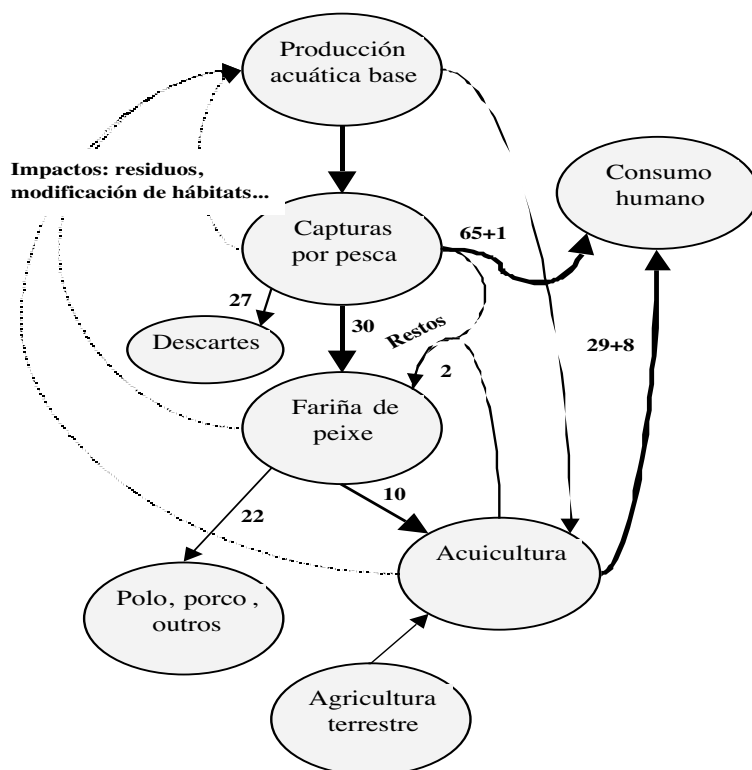 Producción
acuática base
Impactos: residuos,
modificación de hábitats...
Consumo
humano
Capturas
por pesca
65+1
27
30
Restos
Descartes
29+8
2
Fariña de
peixe
10
22
Acuicultura
Polo, porco ,
outros
Agricultura
terrestre